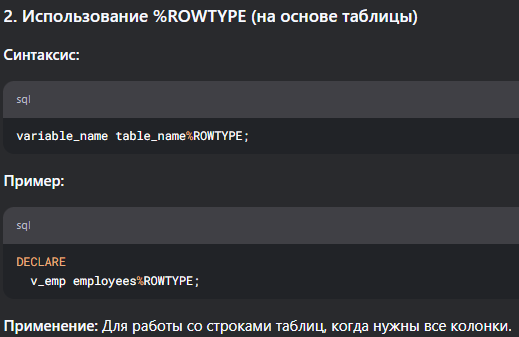 2. Использование %ROWTYPE (на основе таблицы)
Синтаксис:
sql
variable_name table_name%ROWTYPE;
Пример:
sql
DECLARE
v_emp employees%ROWTYPE;
Применение: Для работы со строками таблиц, когда нужны все колонки.